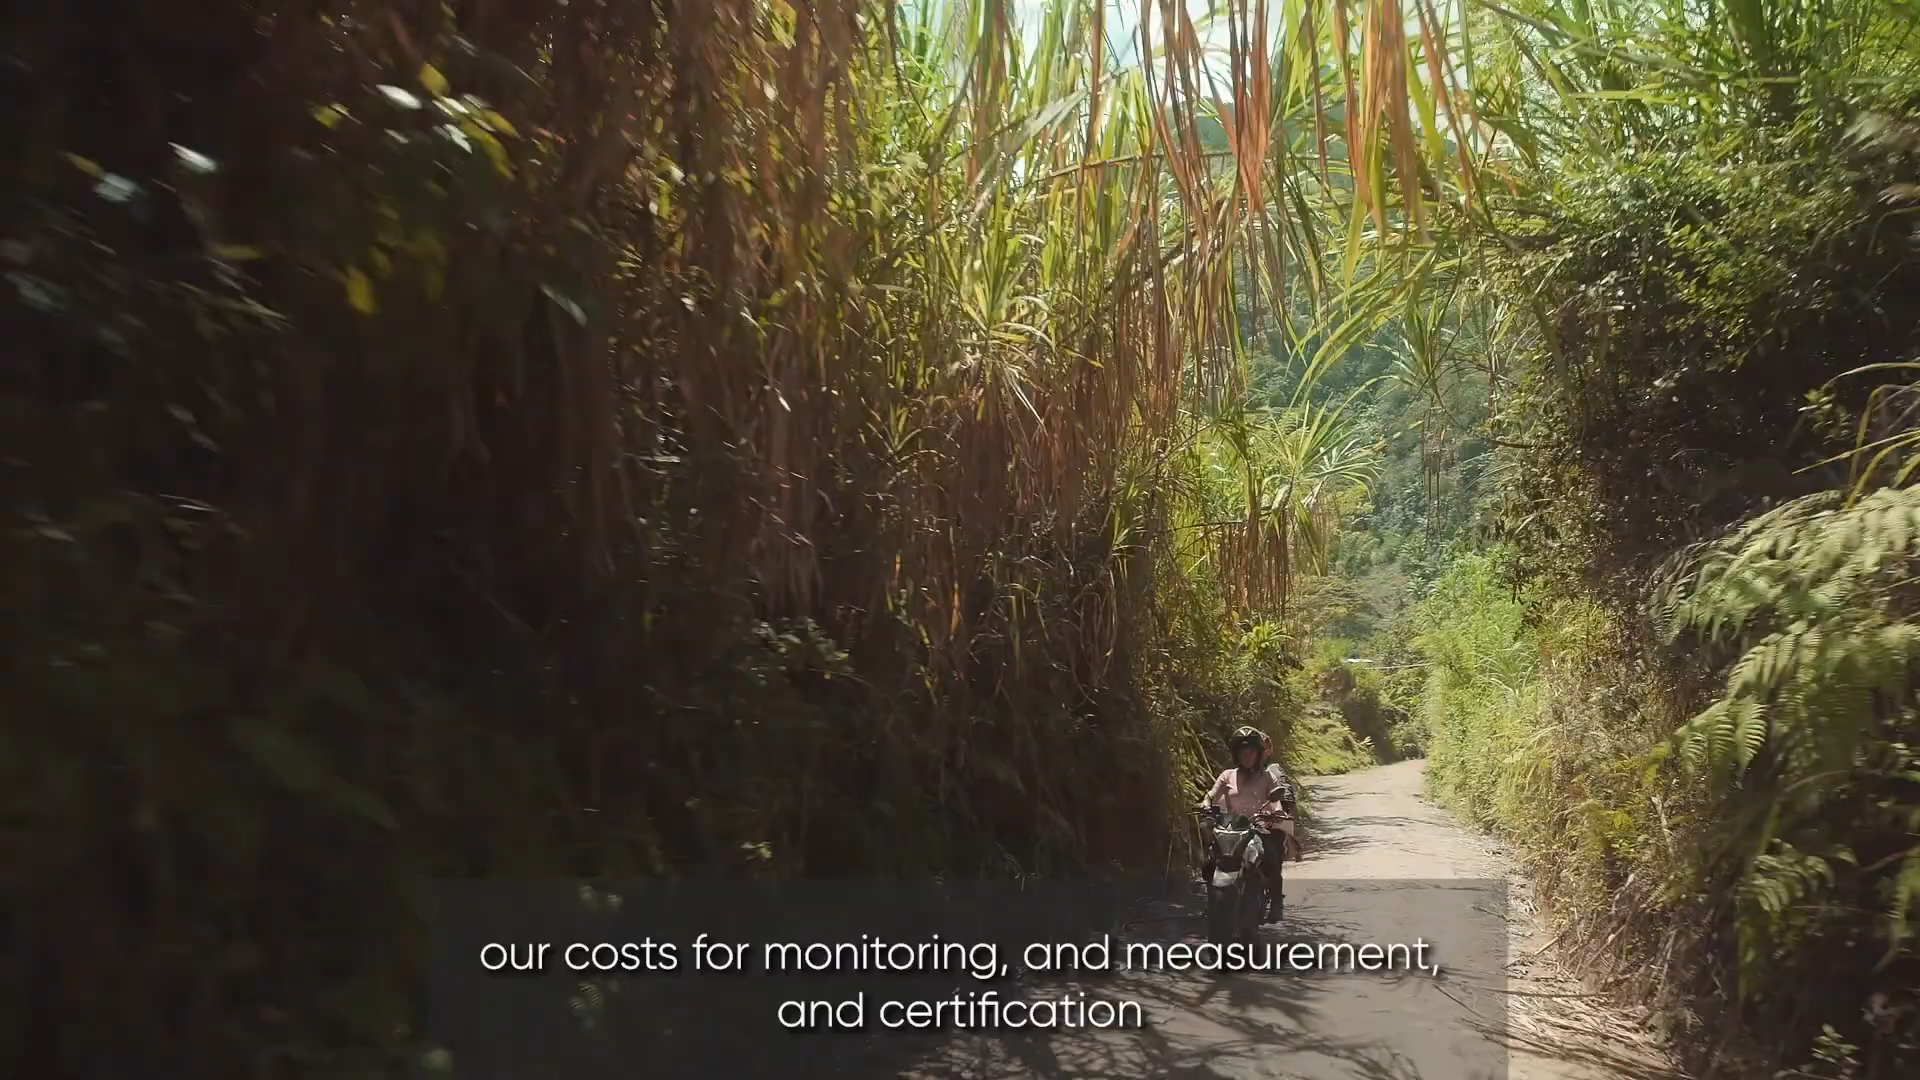 our costs for monitoring, and measurement,
and certification